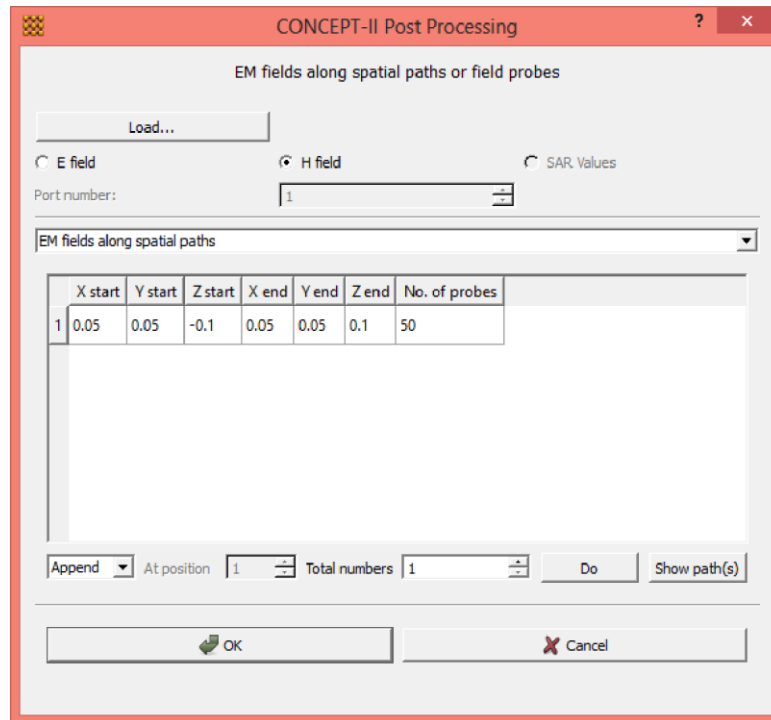 CONCEPT-II Post Processing ? ×
EM fields along spatial paths or field probes
Load...
E field H field SAR Values
Port number: 1
EM fields along spatial paths
X start Y start Z start X end Y end Z end No. of probes
1 0.05 0.05 -0.1 0.05 0.05 0.1 50
Append At position 1 Total numbers 1 Do Show path(s)
OK Cancel